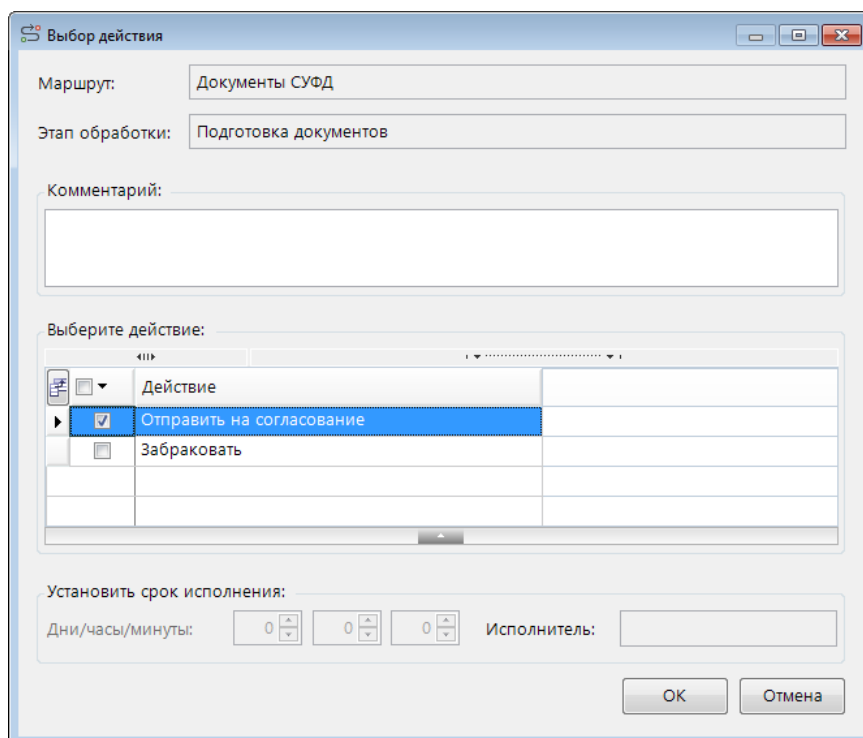 Выбор действия
Маршрут: Документы СУФД
Этап обработки: Подготовка документов
Комментарий:
Выберите действие:
Действие
Отправить на согласование
Забраковать
Установить срок исполнения:
Дни/часы/минуты: 0 0 0 Исполнитель:
ОК Отмена